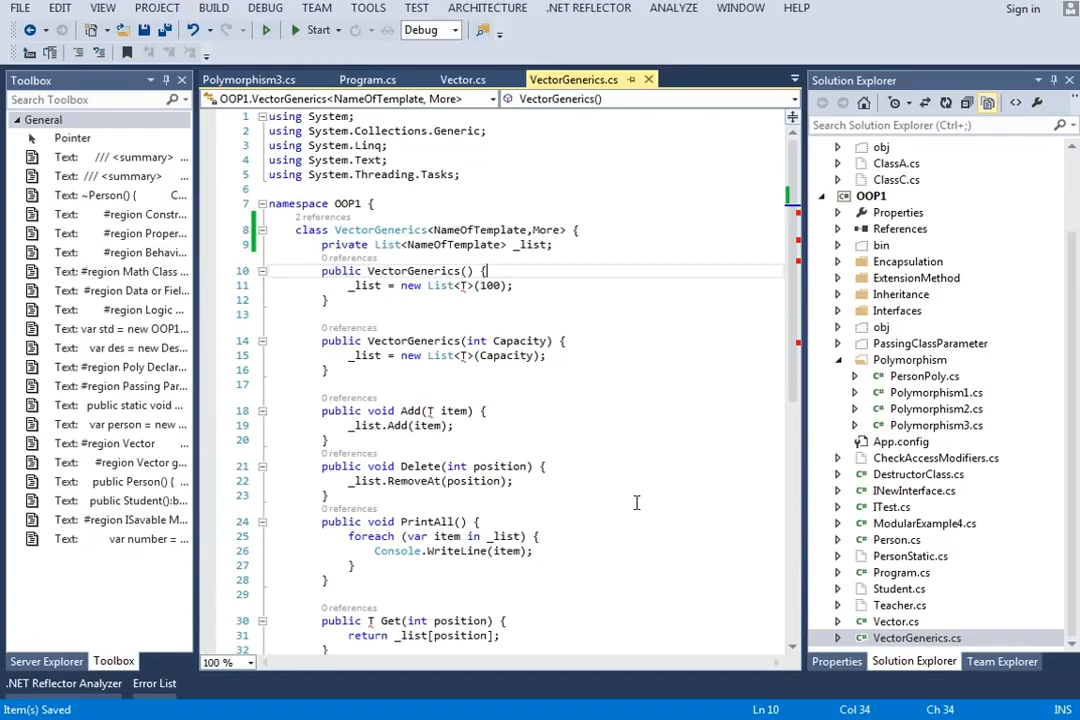 FILE EDIT VIEW PROJECT BUILD DEBUG TEAM TOOLS TEST ARCHITECTURE .NET REFLECTOR ANALYZE WINDOW HELP Sign in
Start Debug
Toolbox
Search Toolbox
General
Pointer
Text: /// <summary> ...
Text: /// <summary> ...
Text: ~Person() { C...
Text: #region Constr...
Text: #region Proper...
Text: #region Behavi...
Text: #region Math Class ...
Text: #region Data or Fiel...
Text: #region Logic ...
Text: var std = new OOP1...
Text: var des = new Des...
Text: #region Poly Declar...
Text: #region Passing Par...
Text: public static void ...
Text: var person = new ...
Text: #region Vector
Text: #region Vector g...
Text: public Person() { ...
Text: public Student():b...
Text: #region ISavable M...
Text: var number = ...
Server Explorer Toolbox
.NET Reflector Analyzer Error List
Item(s) Saved
Polymorphism3.cs Program.cs Vector.cs VectorGenerics.cs
OOP1.VectorGenerics<NameOfTemplate, More> VectorGenerics()
1 using System;
2 using System.Collections.Generic;
3 using System.Linq;
4 using System.Text;
5 using System.Threading.Tasks;
6
7 namespace OOP1 {
2 references
8 class VectorGenerics<NameOfTemplate,More> {
9 private List<NameOfTemplate> _list;
0 references
10 public VectorGenerics() {
11 _list = new List<T>(100);
12 }
13
0 references
14 public VectorGenerics(int Capacity) {
15 _list = new List<T>(Capacity);
16 }
17
0 references
18 public void Add(T item) {
19 _list.Add(item);
20 }
0 references
21 public void Delete(int position) {
22 _list.RemoveAt(position);
23 }
0 references
24 public void PrintAll() {
25 foreach (var item in _list) {
26 Console.WriteLine(item);
27 }
28 }
29
0 references
30 public T Get(int position) {
31 return _list[position];
32 }
100 %
Solution Explorer
Search Solution Explorer (Ctrl+;)
obj
ClassA.cs
ClassC.cs
OOP1
Properties
References
bin
Encapsulation
ExtensionMethod
Inheritance
Interfaces
obj
PassingClassParameter
Polymorphism
PersonPoly.cs
Polymorphism1.cs
Polymorphism2.cs
Polymorphism3.cs
App.config
CheckAccessModifiers.cs
DestructorClass.cs
INewInterface.cs
ITest.cs
ModularExample4.cs
Person.cs
PersonStatic.cs
Program.cs
Student.cs
Teacher.cs
Vector.cs
VectorGenerics.cs
Properties Solution Explorer Team Explorer
Ln 10 Col 34 Ch 34 INS